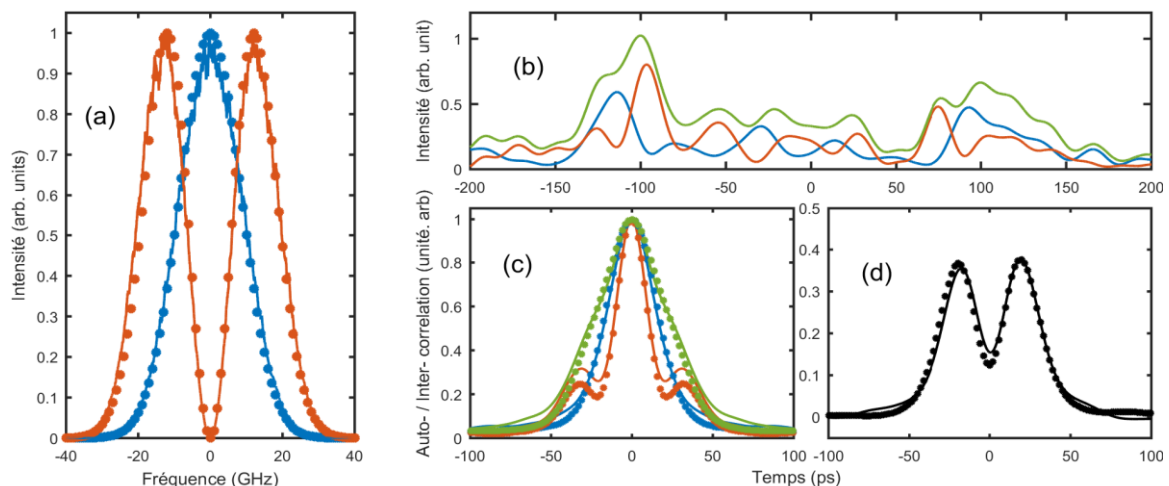 (a)
Intensité (arb. units)
1
0.9
0.8
0.7
0.6
0.5
0.4
0.3
0.2
0.1
0
-40 -20 0 20 40
Fréquence (GHz)
(b)
Intensité (arb. unit)
1
0.5
0
-200 -150 -100 -50 0 50 100 150 200
(c)
Auto- / Inter- correlation (unité. arb)
1
0.8
0.6
0.4
0.2
0
-100 -50 0 50 100
(d)
0.5
0.4
0.3
0.2
0.1
0
-100 -50 0 50 100
Temps (ps)